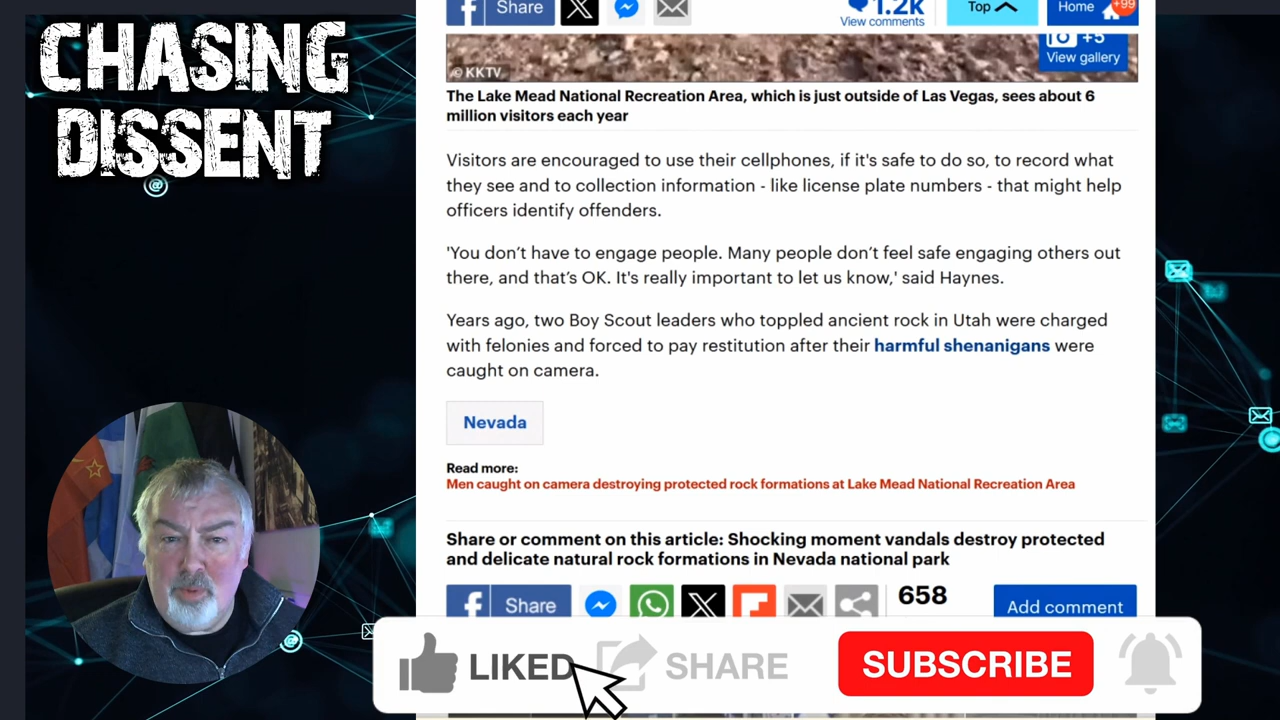 CHASING
DISSENT
Share
1.2k
View comments
Top
Home
+99
+5
View gallery
© KKTV
The Lake Mead National Recreation Area, which is just outside of Las Vegas, sees about 6
million visitors each year
Visitors are encouraged to use their cellphones, if it's safe to do so, to record what
they see and to collection information - like license plate numbers - that might help
officers identify offenders.
'You don’t have to engage people. Many people don’t feel safe engaging others out
there, and that’s OK. It's really important to let us know,' said Haynes.
Years ago, two Boy Scout leaders who toppled ancient rock in Utah were charged
with felonies and forced to pay restitution after their harmful shenanigans were
caught on camera.
Nevada
Read more:
Men caught on camera destroying protected rock formations at Lake Mead National Recreation Area
Share or comment on this article: Shocking moment vandals destroy protected
and delicate natural rock formations in Nevada national park
Share
658
Add comment
LIKED
SHARE
SUBSCRIBE